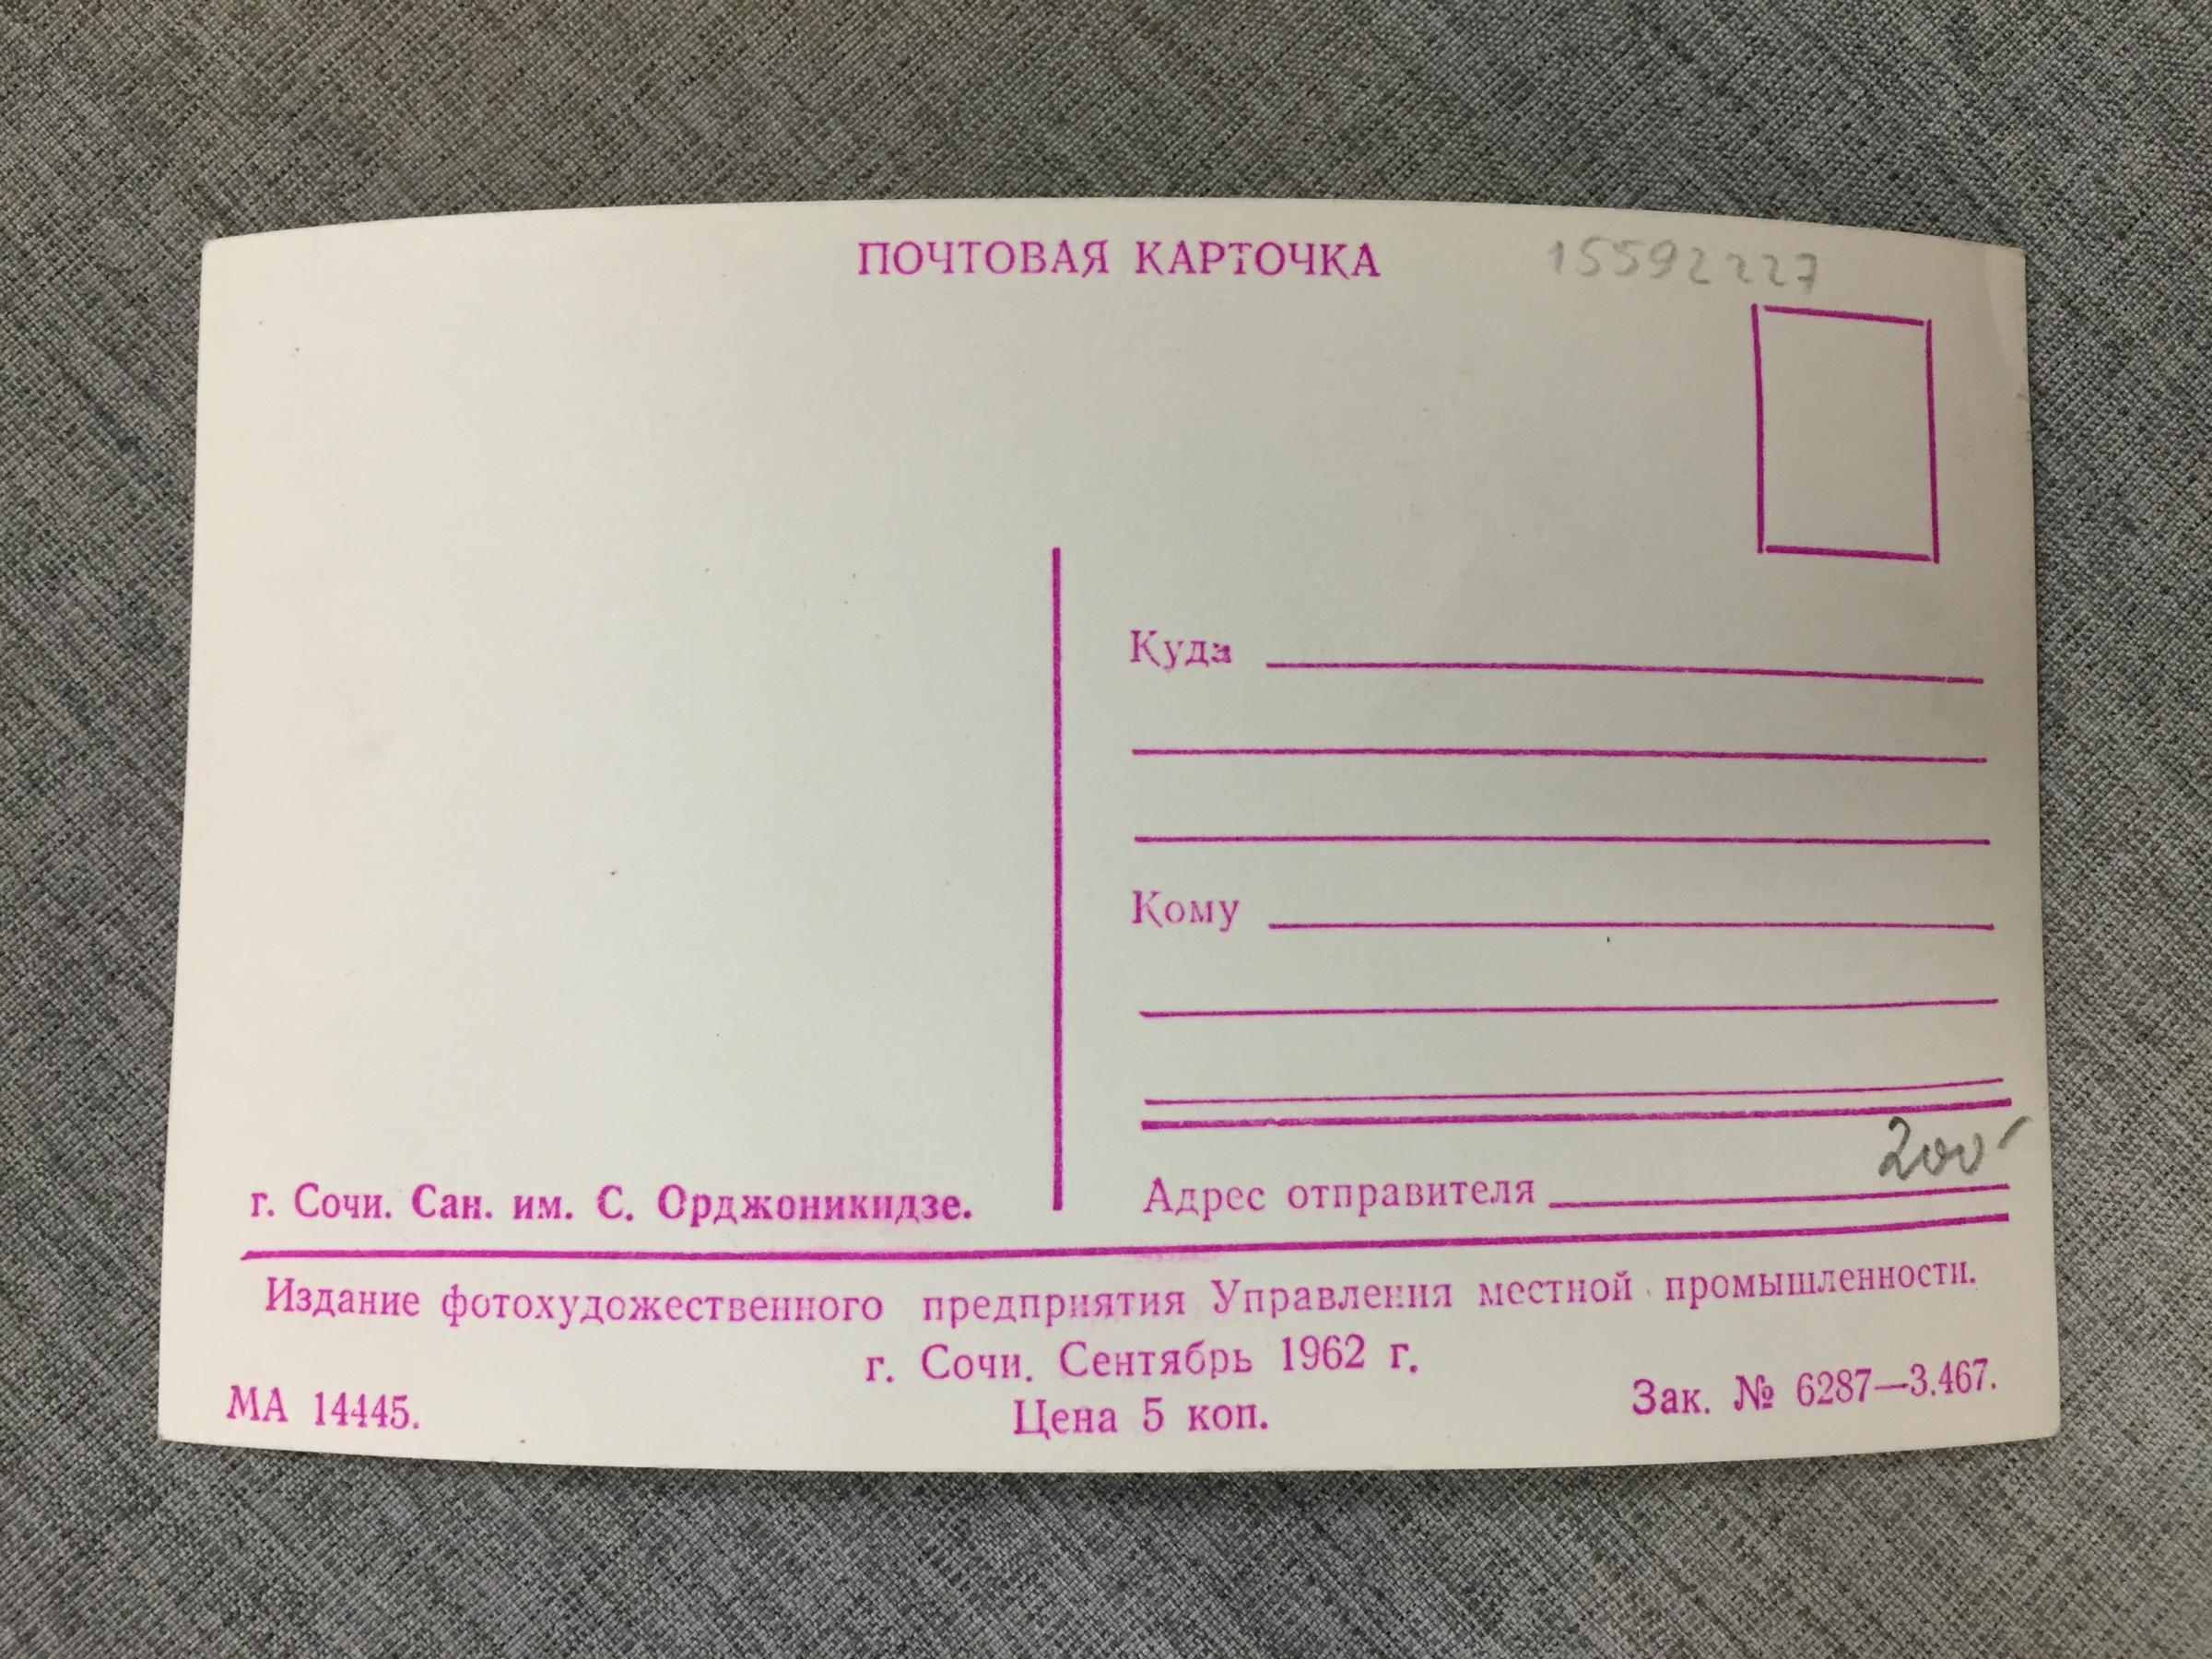 ПОЧТОВАЯ КАРТОЧКА
15592227
Куда
Кому
200
Адрес отправителя
г. Сочи. Сан. им. С. Орджоникидзе.
Издание фотохудожественного предприятия Управления местной промышленности.
г. Сочи. Сентябрь 1962 г.
МА 14445.
Цена 5 коп.
Зак. № 6287—3.467.